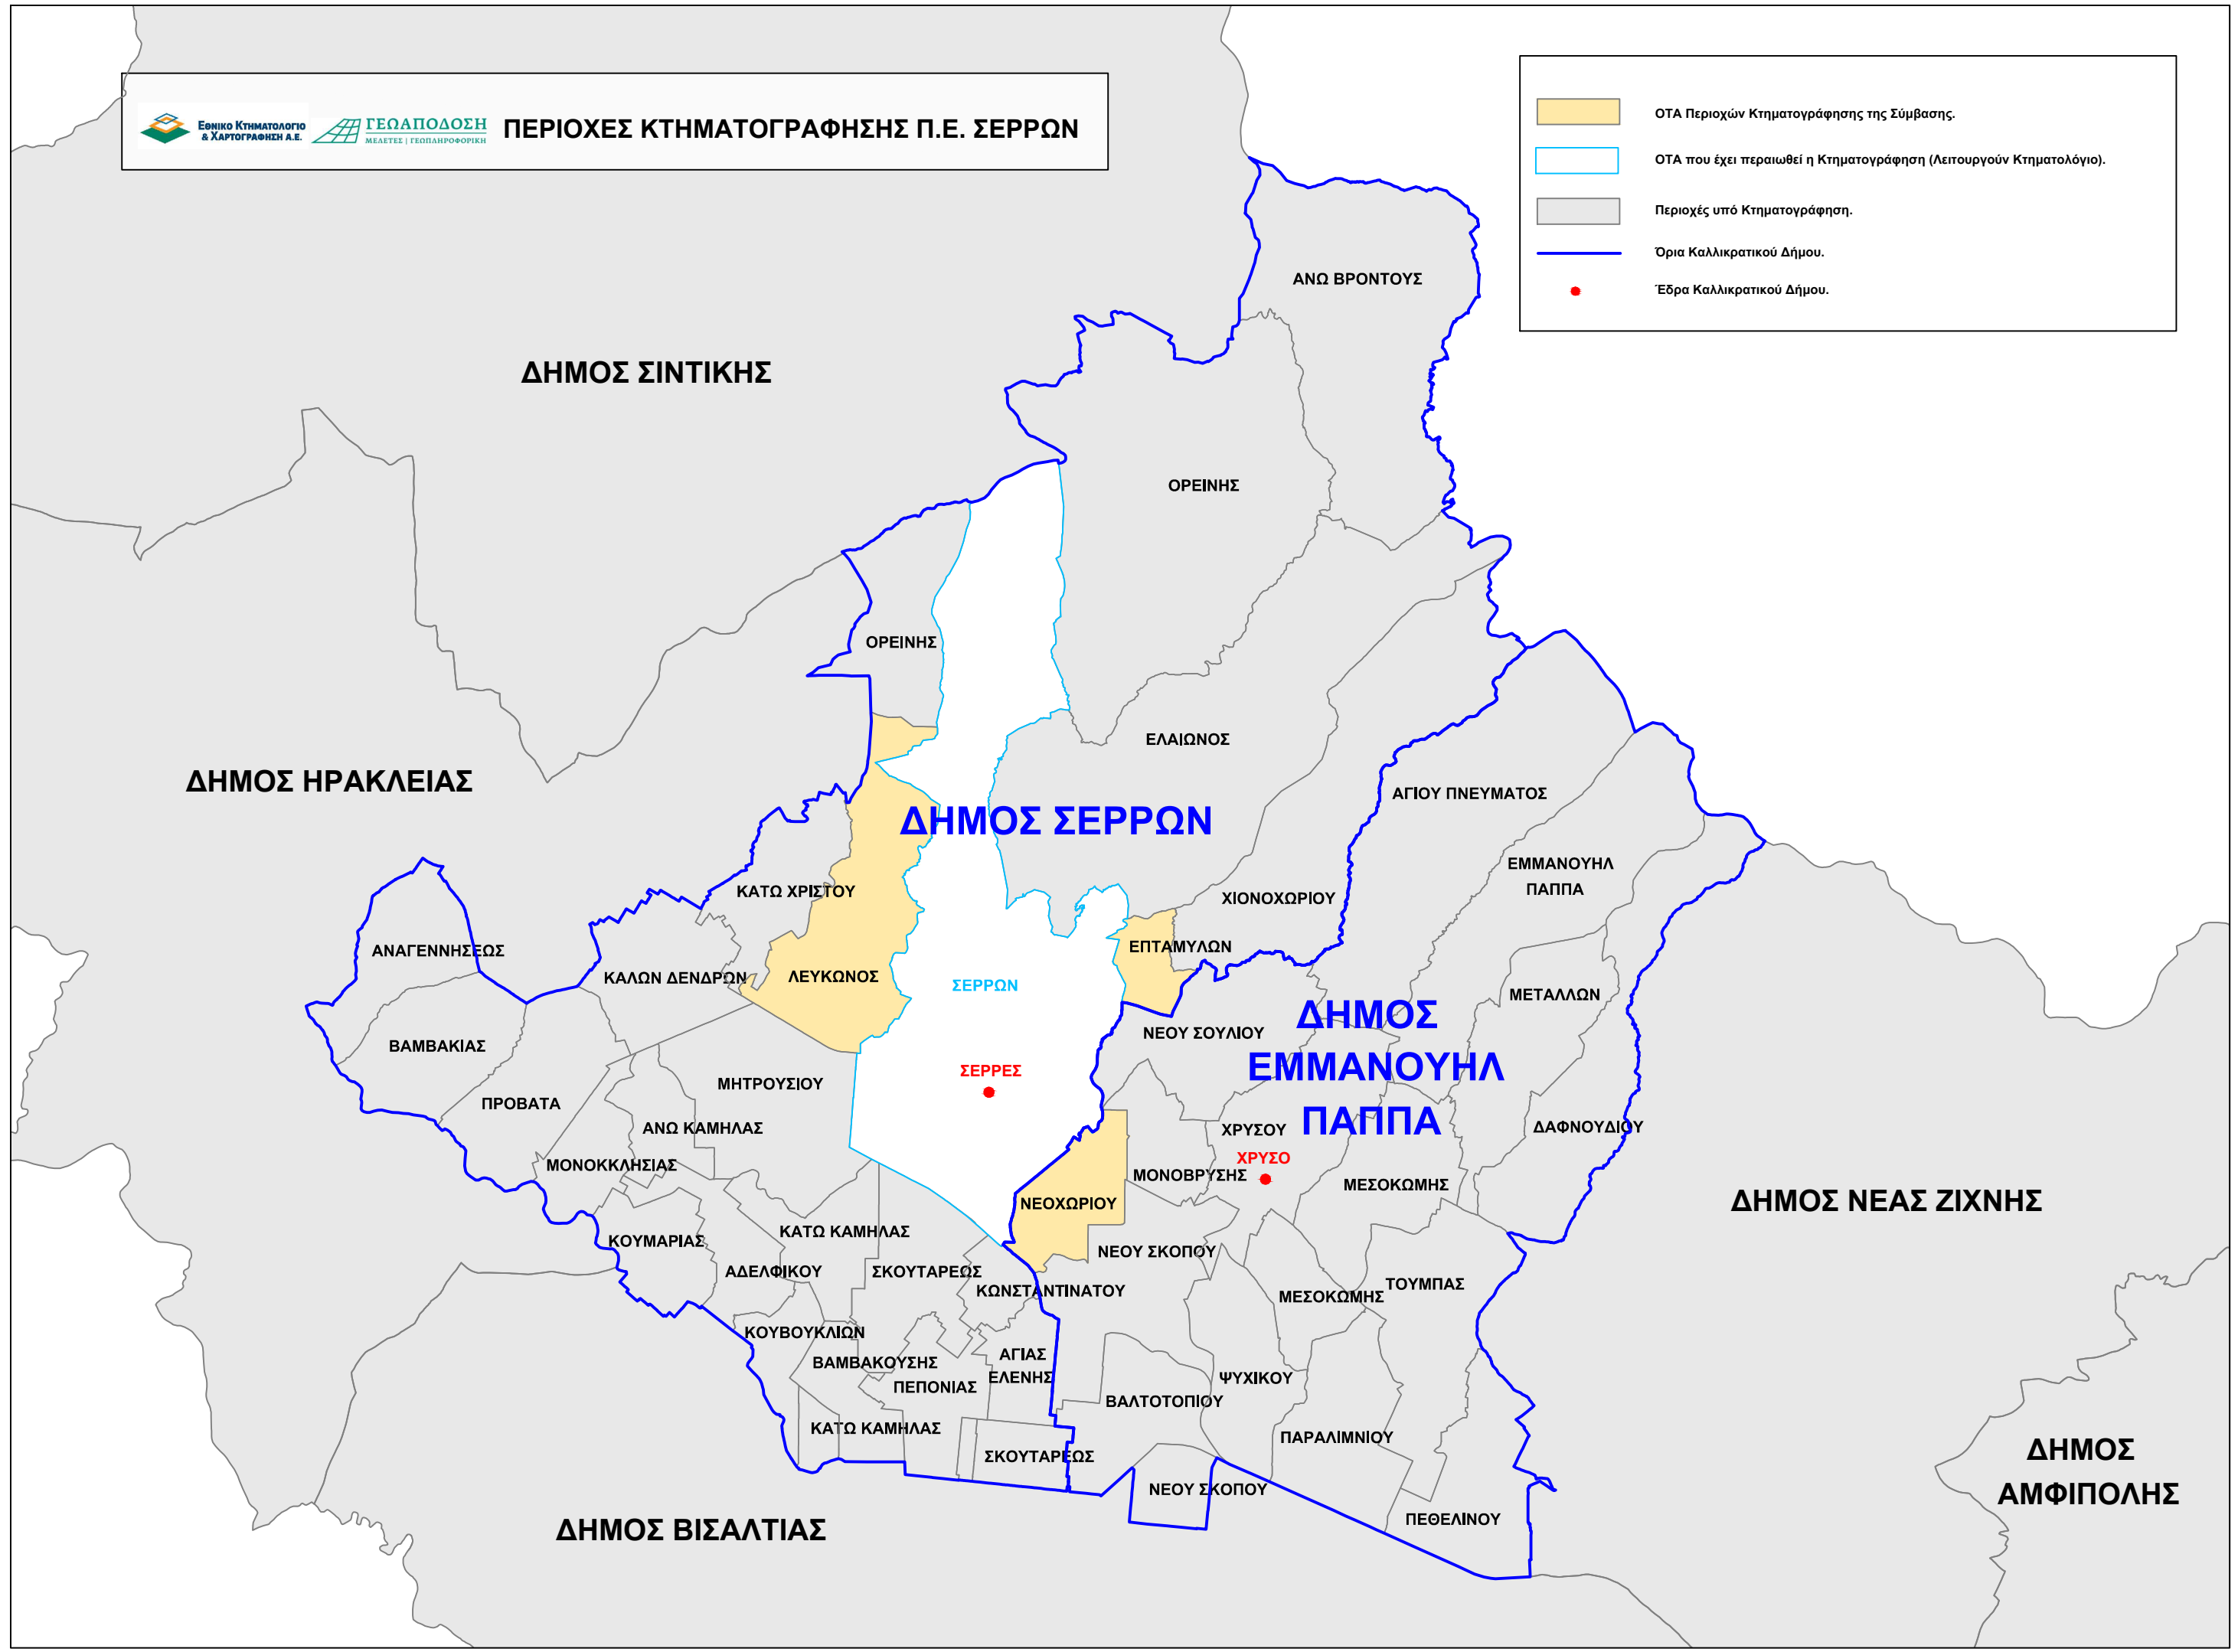 ΕΘΝΙΚΟ ΚΤΗΜΑΤΟΛΟΓΙΟ
& ΧΑΡΤΟΓΡΑΦΗΣΗ Α.Ε.
ΓΕΩΑΠΟΔΟΣΗ
ΜΕΛΕΤΕΣ | ΓΕΩΠΛΗΡΟΦΟΡΙΚΗ
ΠΕΡΙΟΧΕΣ ΚΤΗΜΑΤΟΓΡΑΦΗΣΗΣ Π.Ε. ΣΕΡΡΩΝ
ΟΤΑ Περιοχών Κτηματογράφησης της Σύμβασης.
ΟΤΑ που έχει περαιωθεί η Κτηματογράφηση (Λειτουργούν Κτηματολόγιο).
Περιοχές υπό Κτηματογράφηση.
Όρια Καλλικρατικού Δήμου.
Έδρα Καλλικρατικού Δήμου.
ΑΝΩ ΒΡΟΝΤΟΥΣ
ΔΗΜΟΣ ΣΙΝΤΙΚΗΣ
ΟΡΕΙΝΗΣ
ΟΡΕΙΝΗΣ
ΕΛΑΙΩΝΟΣ
ΔΗΜΟΣ ΗΡΑΚΛΕΙΑΣ
ΑΓΙΟΥ ΠΝΕΥΜΑΤΟΣ
ΔΗΜΟΣ ΣΕΡΡΩΝ
ΕΜΜΑΝΟΥΗΛ
ΠΑΠΠΑ
ΚΑΤΩ ΧΡΙΣΤΟΥ
ΧΙΟΝΟΧΩΡΙΟΥ
ΑΝΑΓΕΝΝΗΣΕΩΣ
ΕΠΤΑΜΥΛΩΝ
ΚΑΛΩΝ ΔΕΝΔΡΩΝ
ΛΕΥΚΩΝΟΣ
ΣΕΡΡΩΝ
ΜΕΤΑΛΛΩΝ
ΔΗΜΟΣ
ΕΜΜΑΝΟΥΗΛ
ΠΑΠΠΑ
ΝΕΟΥ ΣΟΥΛΙΟΥ
ΒΑΜΒΑΚΙΑΣ
ΣΕΡΡΕΣ
ΜΗΤΡΟΥΣΙΟΥ
ΠΡΟΒΑΤΑ
ΑΝΩ ΚΑΜΗΛΑΣ
ΧΡΥΣΟΥ
ΔΑΦΝΟΥΔΙΟΥ
ΧΡΥΣΟ
ΜΟΝΟΚΚΛΗΣΙΑΣ
ΜΟΝΟΒΡΥΣΗΣ
ΜΕΣΟΚΩΜΗΣ
ΝΕΟΧΩΡΙΟΥ
ΔΗΜΟΣ ΝΕΑΣ ΖΙΧΝΗΣ
ΚΑΤΩ ΚΑΜΗΛΑΣ
ΚΟΥΜΑΡΙΑΣ
ΝΕΟΥ ΣΚΟΠΟΥ
ΑΔΕΛΦΙΚΟΥ
ΣΚΟΥΤΑΡΕΩΣ
ΤΟΥΜΠΑΣ
ΚΩΝΣΤΑΝΤΙΝΑΤΟΥ
ΜΕΣΟΚΩΜΗΣ
ΚΟΥΒΟΥΚΛΙΩΝ
ΒΑΜΒΑΚΟΥΣΗΣ
ΑΓΙΑΣ
ΕΛΕΝΗΣ
ΨΥΧΙΚΟΥ
ΠΕΠΟΝΙΑΣ
ΒΑΛΤΟΤΟΠΙΟΥ
ΚΑΤΩ ΚΑΜΗΛΑΣ
ΠΑΡΑΛΙΜΝΙΟΥ
ΣΚΟΥΤΑΡΕΩΣ
ΔΗΜΟΣ
ΑΜΦΙΠΟΛΗΣ
ΝΕΟΥ ΣΚΟΠΟΥ
ΠΕΘΕΛΙΝΟΥ
ΔΗΜΟΣ ΒΙΣΑΛΤΙΑΣ